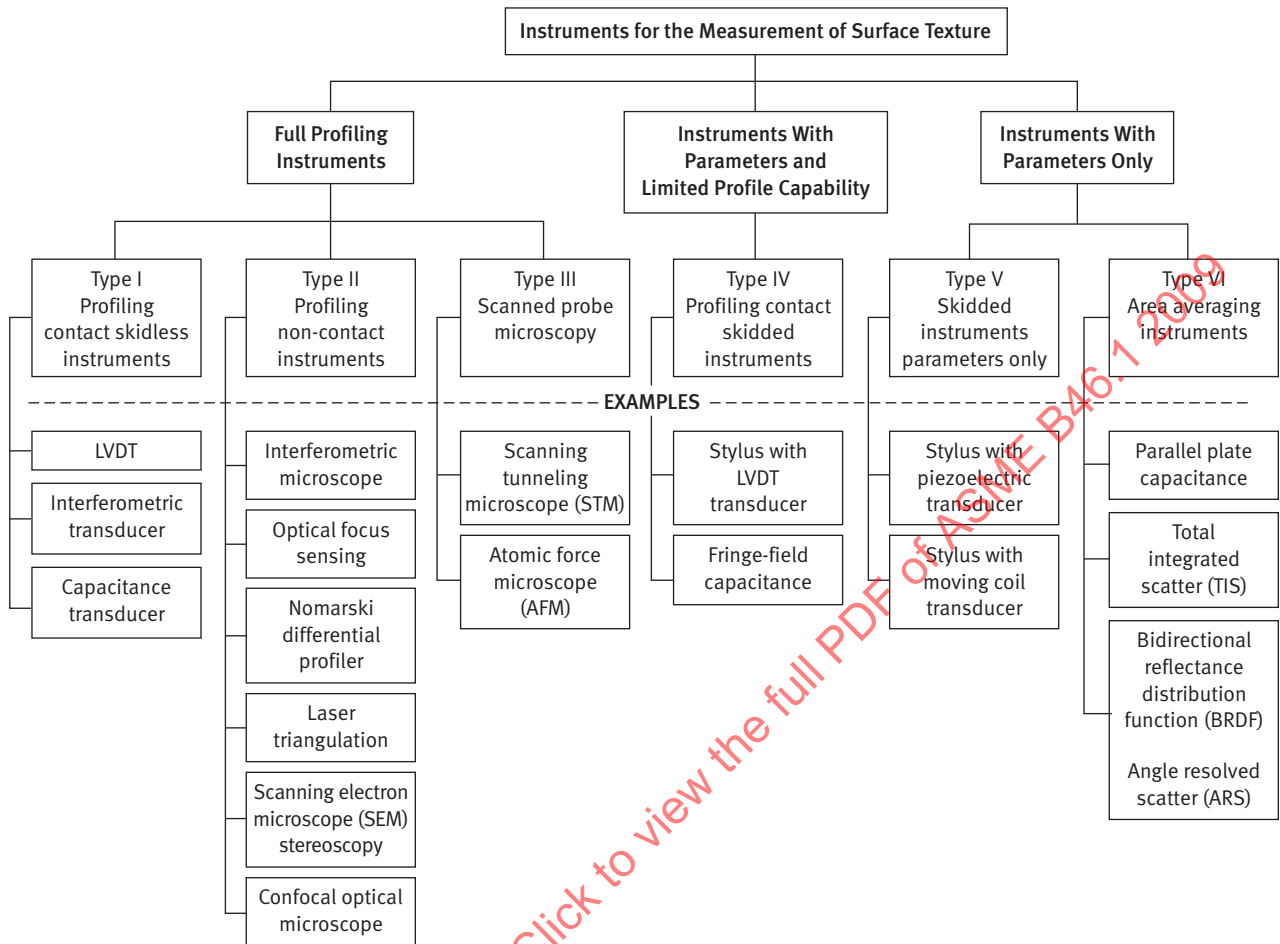 Instruments for the Measurement of Surface Texture
Full Profiling
Instruments
Instruments With
Parameters and
Limited Profile Capability
Instruments With
Parameters Only
Type I
Profiling
contact skidless
instruments
Type II
Profiling
non-contact
instruments
Type III
Scanned probe
microscopy
Type IV
Profiling contact
skidded
instruments
Type V
Skidded
instruments
parameters only
Type VI
Area averaging
instruments
EXAMPLES
LVDT
Interferometric
transducer
Capacitance
transducer
Interferometric
microscope
Optical focus
sensing
Nomarski
differential
profiler
Laser
triangulation
Scanning electron
microscope (SEM)
stereoscopy
Confocal optical
microscope
Scanning
tunneling
microscope (STM)
Atomic force
microscope
(AFM)
Stylus with
LVDT
transducer
Fringe-field
capacitance
Stylus with
piezoelectric
transducer
Stylus with
moving coil
transducer
Parallel plate
capacitance
Total
integrated
scatter (TIS)
Bidirectional
reflectance
distribution
function (BRDF)
Angle resolved
scatter (ARS)
Click to view the full PDF of ASME B46.1 2009